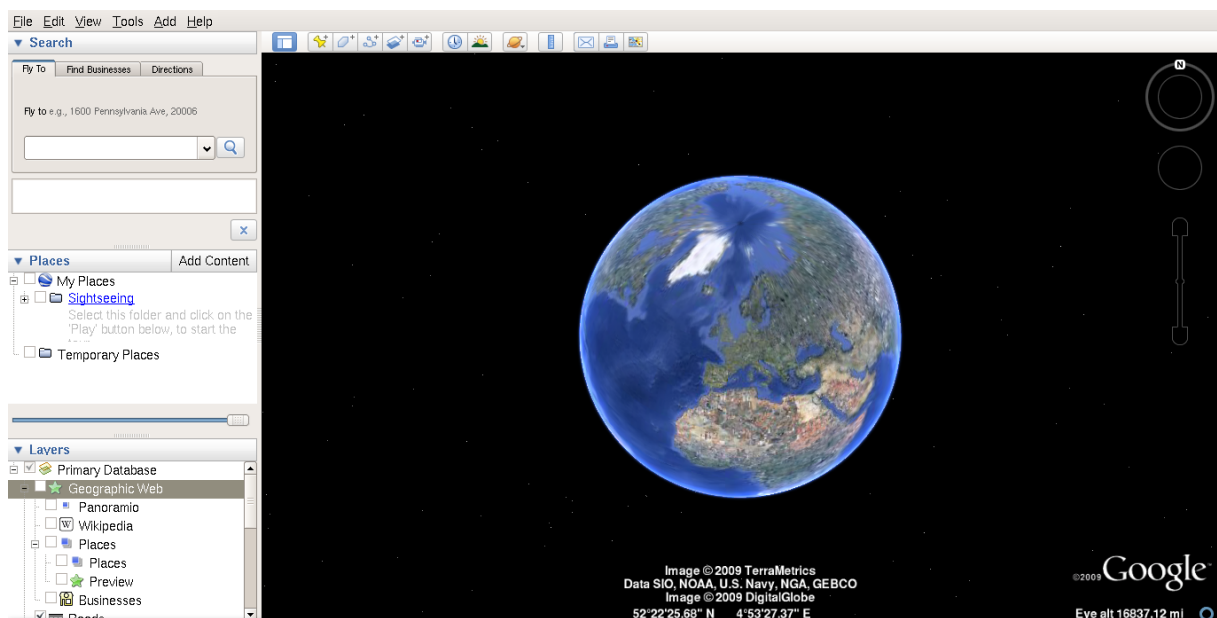 File Edit View Tools Add Help
Search
Fly To Find Businesses Directions
Fly to e.g., 1600 Pennsylvania Ave, 20006
Places Add Content
My Places
Sightseeing
Select this folder and click on the
'Play' button below, to start the
Temporary Places
Layers
Primary Database
Geographic Web
Panoramio
W Wikipedia
Places
Places
Preview
Businesses
N
Image © 2009 TerraMetrics
Data SIO, NOAA, U.S. Navy, NGA, GEBCO
Image © 2009 DigitalGlobe
52°22'25.68" N 4°53'27.37" E
©2009 Google
Eye alt 16837.12 mi